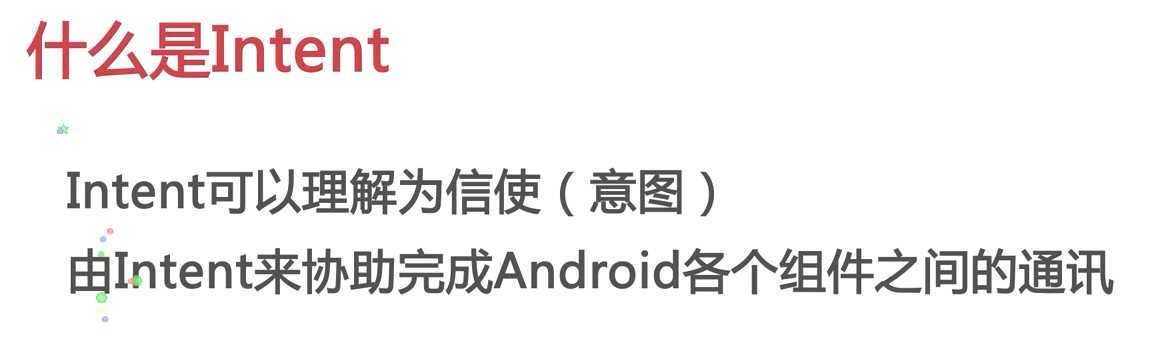 什么是Intent
Intent可以理解为信使（意图）
由Intent来协助完成Android各个组件之间的通讯